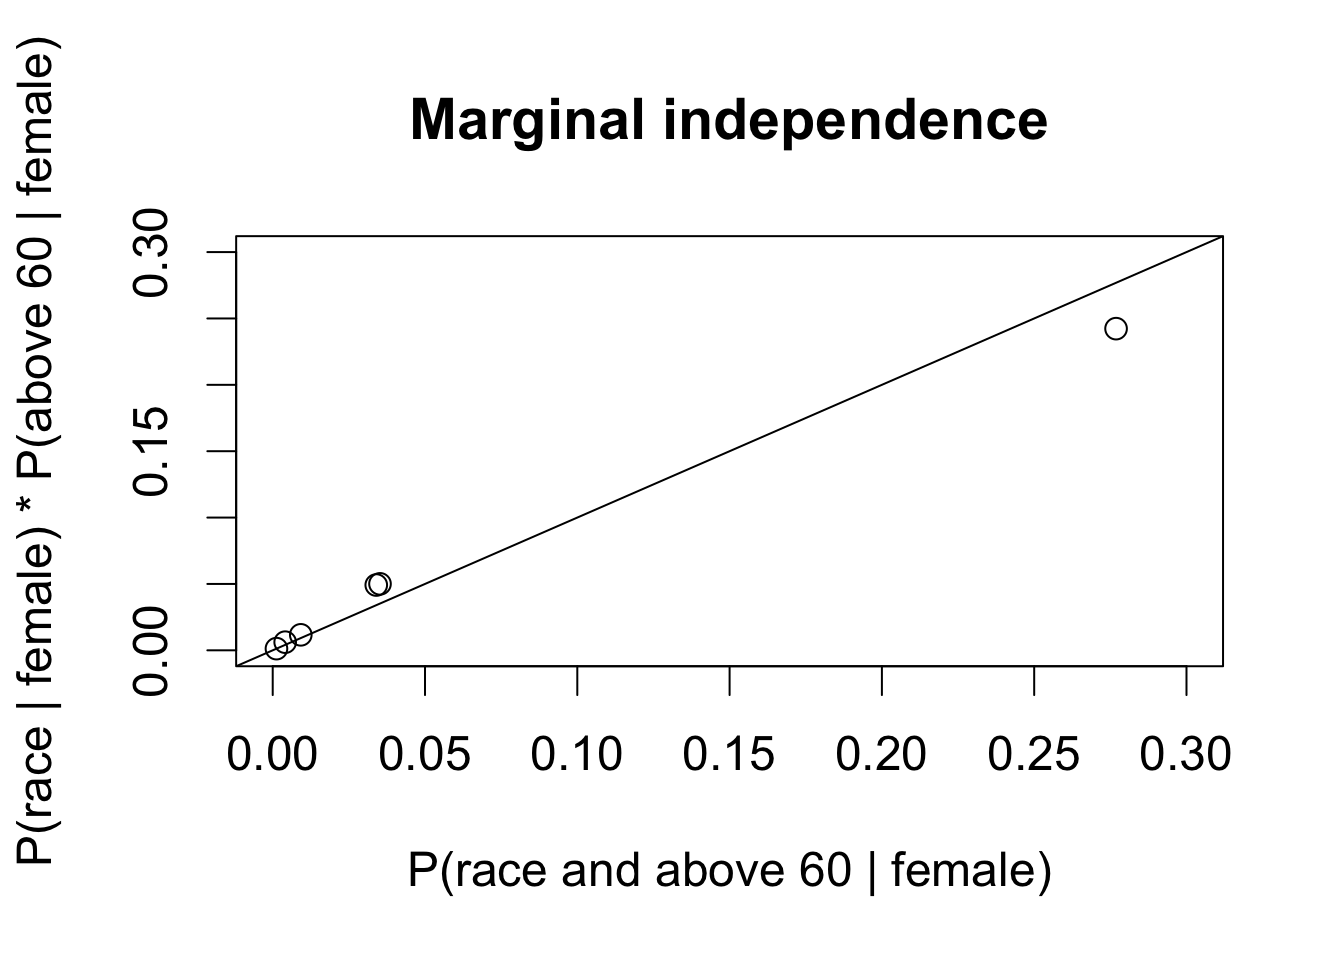 Marginal independence
P(race | female) * P(above 60 | female)
0.30
0.15
0.00
0.00 0.05 0.10 0.15 0.20 0.25 0.30
P(race and above 60 | female)